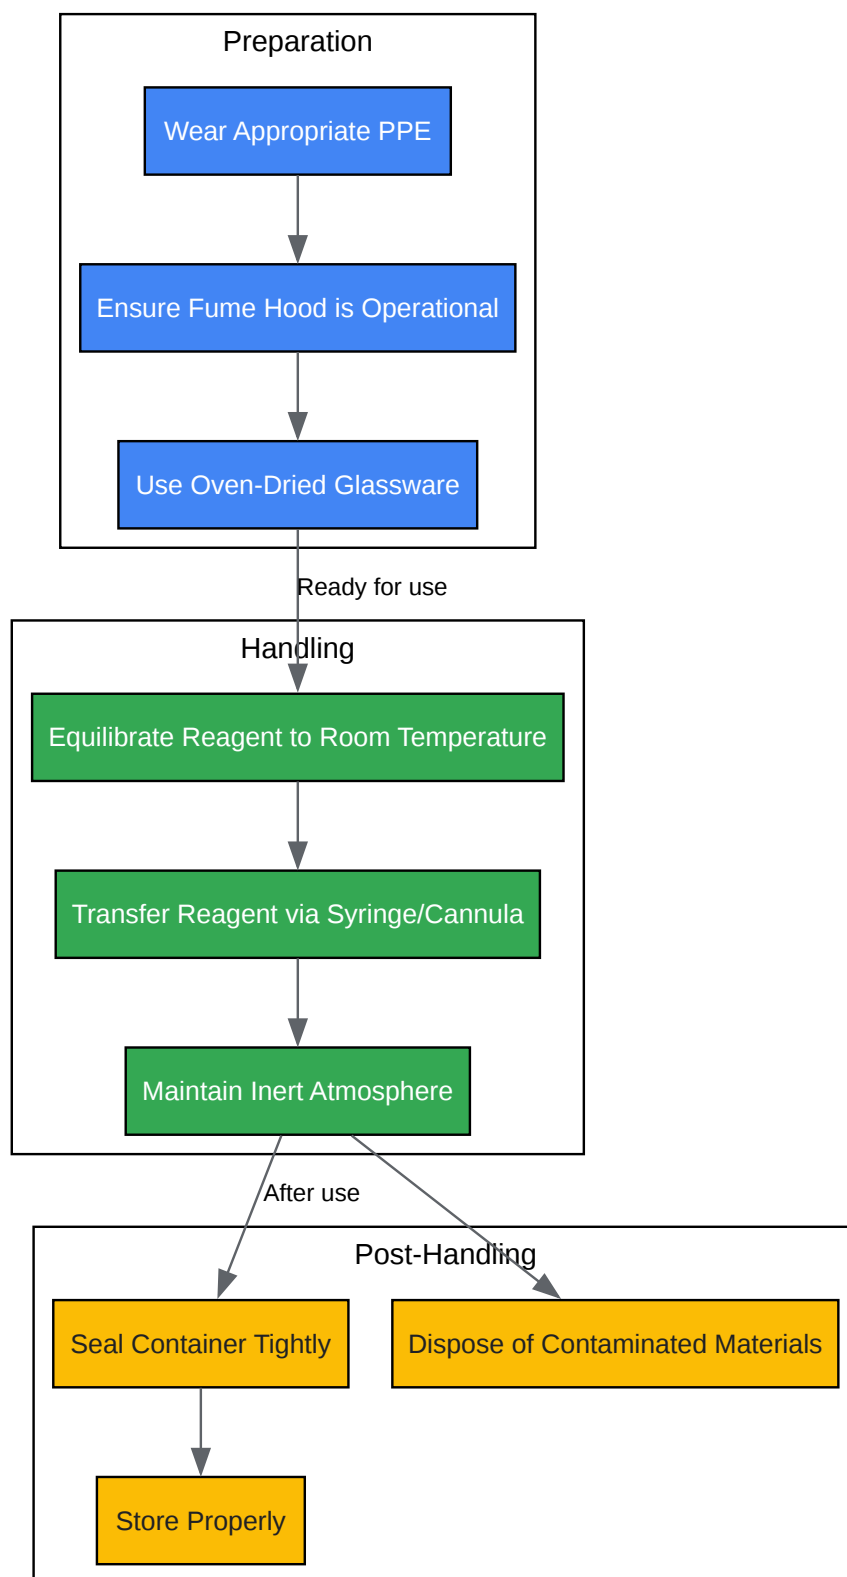 Preparation
Wear Appropriate PPE
Ensure Fume Hood is Operational
Use Oven-Dried Glassware
Ready for use
Handling
Equilibrate Reagent to Room Temperature
Transfer Reagent via Syringe/Cannula
Maintain Inert Atmosphere
After use
Post-Handling
Seal Container Tightly
Dispose of Contaminated Materials
Store Properly